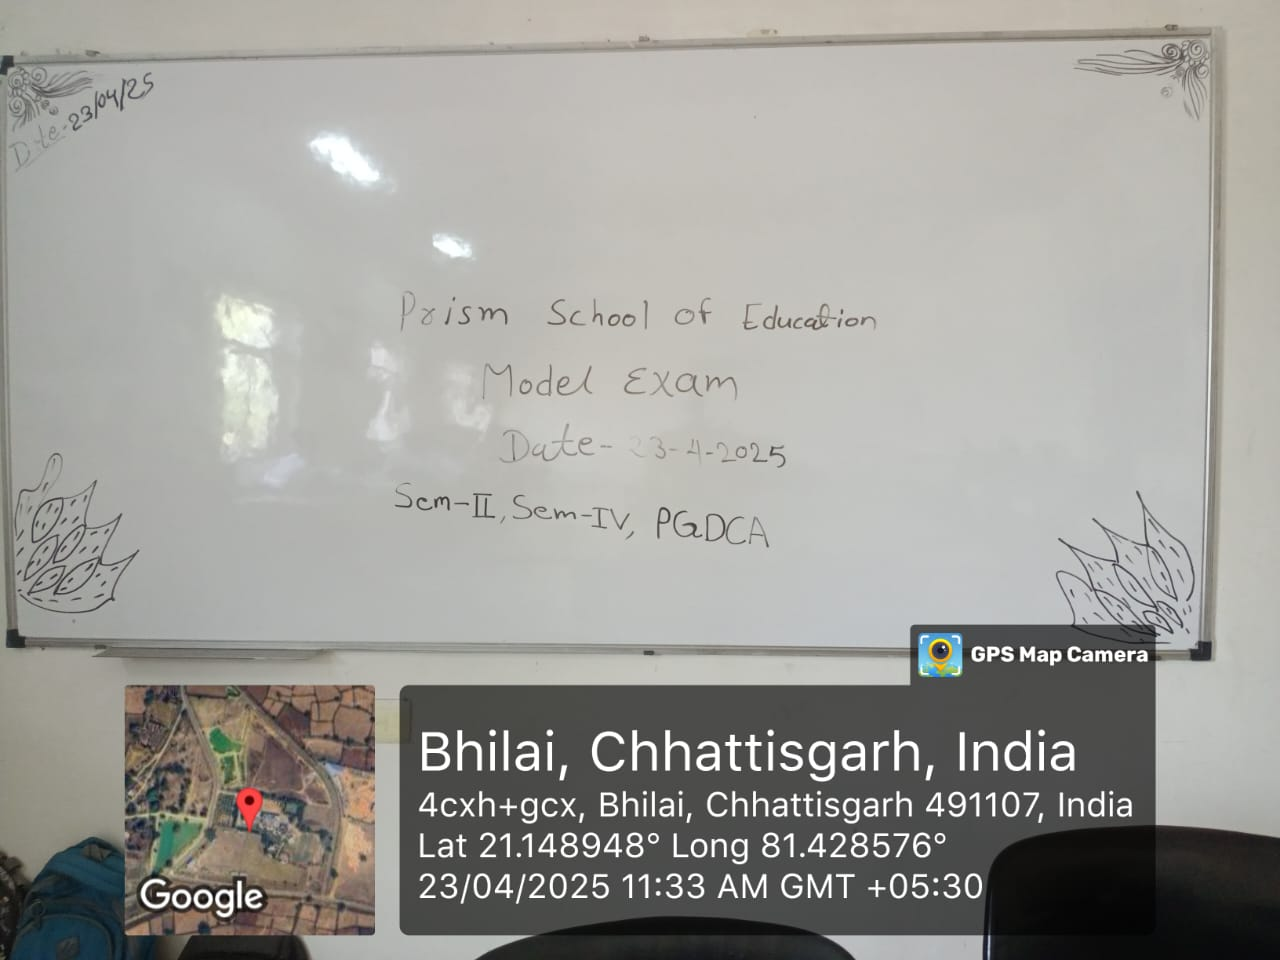 Date-23/04/25
Prism School of Education
Model Exam
Date-23-4-2025
Sem-II, Sem-IV, PGDCA
GPS Map Camera
Bhilai, Chhattisgarh, India
4cxh+gcx, Bhilai, Chhattisgarh 491107, India
Lat 21.148948° Long 81.428576°
23/04/2025 11:33 AM GMT +05:30
Google